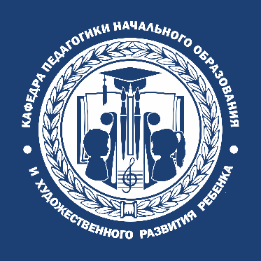 КАФЕДРА ПЕДАГОГИКИ НАЧАЛЬНОГО ОБРАЗОВАНИЯ
И ХУДОЖЕСТВЕННОГО РАЗВИТИЯ РЕБЕНКА